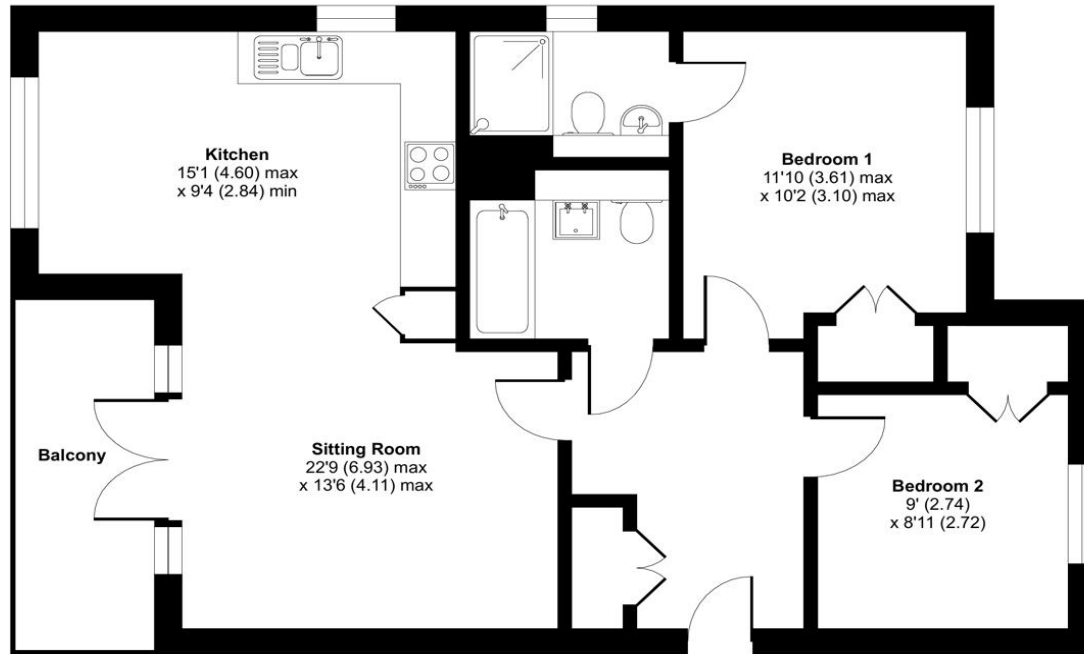 Kitchen
15'1 (4.60) max
x 9'4 (2.84) min
Bedroom 1
11'10 (3.61) max
x 10'2 (3.10) max
Balcony
Sitting Room
22'9 (6.93) max
x 13'6 (4.11) max
Bedroom 2
9' (2.74)
x 8'11 (2.72)